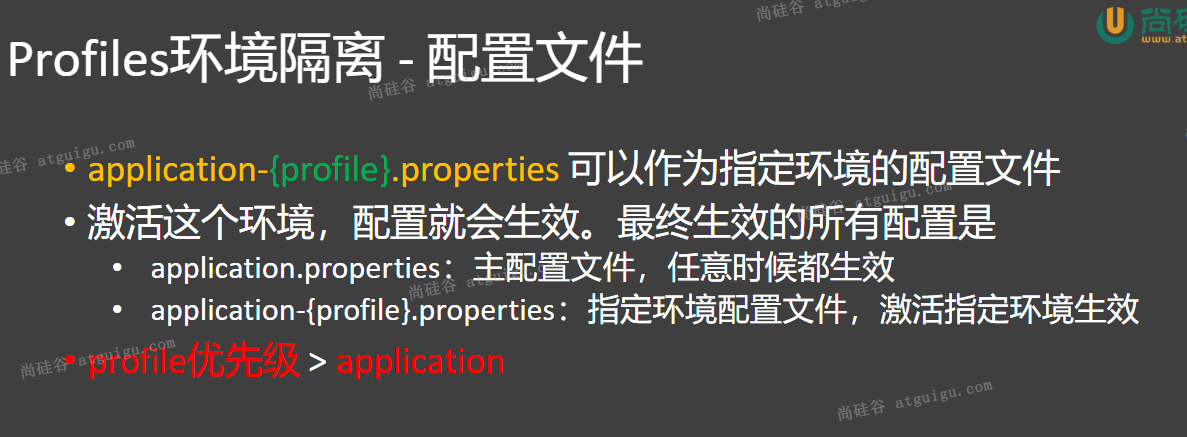 尚硅谷 atguigu.com
Profiles环境隔离 - 配置文件
尚硅谷 atguigu.com
尚硅谷 atguigu.com
• application-{profile}.properties 可以作为指定环境的配置文件
• 激活这个环境，配置就会生效。最终生效的所有配置是
尚硅谷 atguigu.com
• application.properties：主配置文件，任意时候都生效
尚硅谷 atguigu.com
• application-{profile}.properties：指定环境配置文件，激活指定环境生效
• profile优先级 > application
尚硅谷 atguigu.com
尚硅谷 atguigu.com